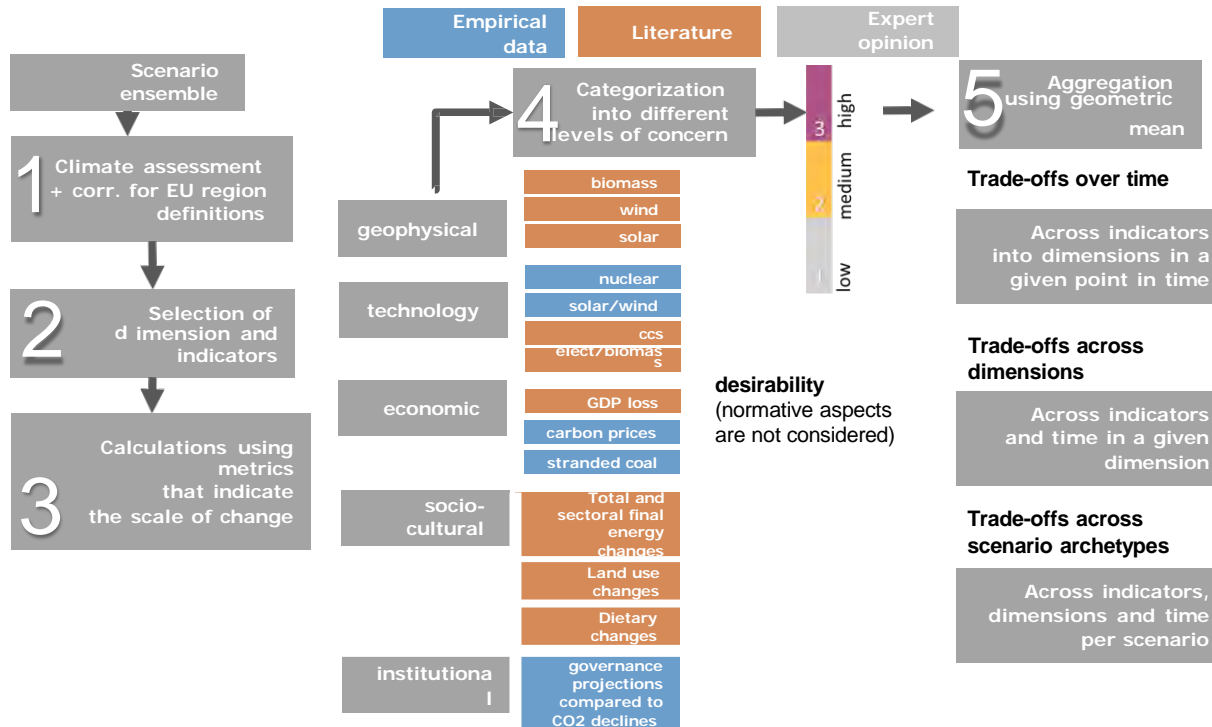 Empirical
data
Literature
Expert
opinion
Scenario
ensemble
1
Climate assessment
+ corr. for EU region
definitions
2
Selection of
d imension and
indicators
3
Calculations using
metrics
that indicate
the scale of change
4
Categorization
into different
levels of concern
geophysical
biomass
wind
solar
technology
nuclear
solar/wind
ccs
elect/biomas
s
economic
GDP loss
carbon prices
stranded coal
socio-
cultural
Total and
sectoral final
energy
changes
Land use
changes
Dietary
changes
institutiona
l
governance
projections
compared to
CO2 declines
3
high
2
medium
1
low
desirability
(normative aspects
are not considered)
5
Aggregation
using geometric
mean
Trade-offs over time
Across indicators
into dimensions in a
given point in time
Trade-offs across
dimensions
Across indicators
and time in a given
dimension
Trade-offs across
scenario archetypes
Across indicators,
dimensions and time
per scenario